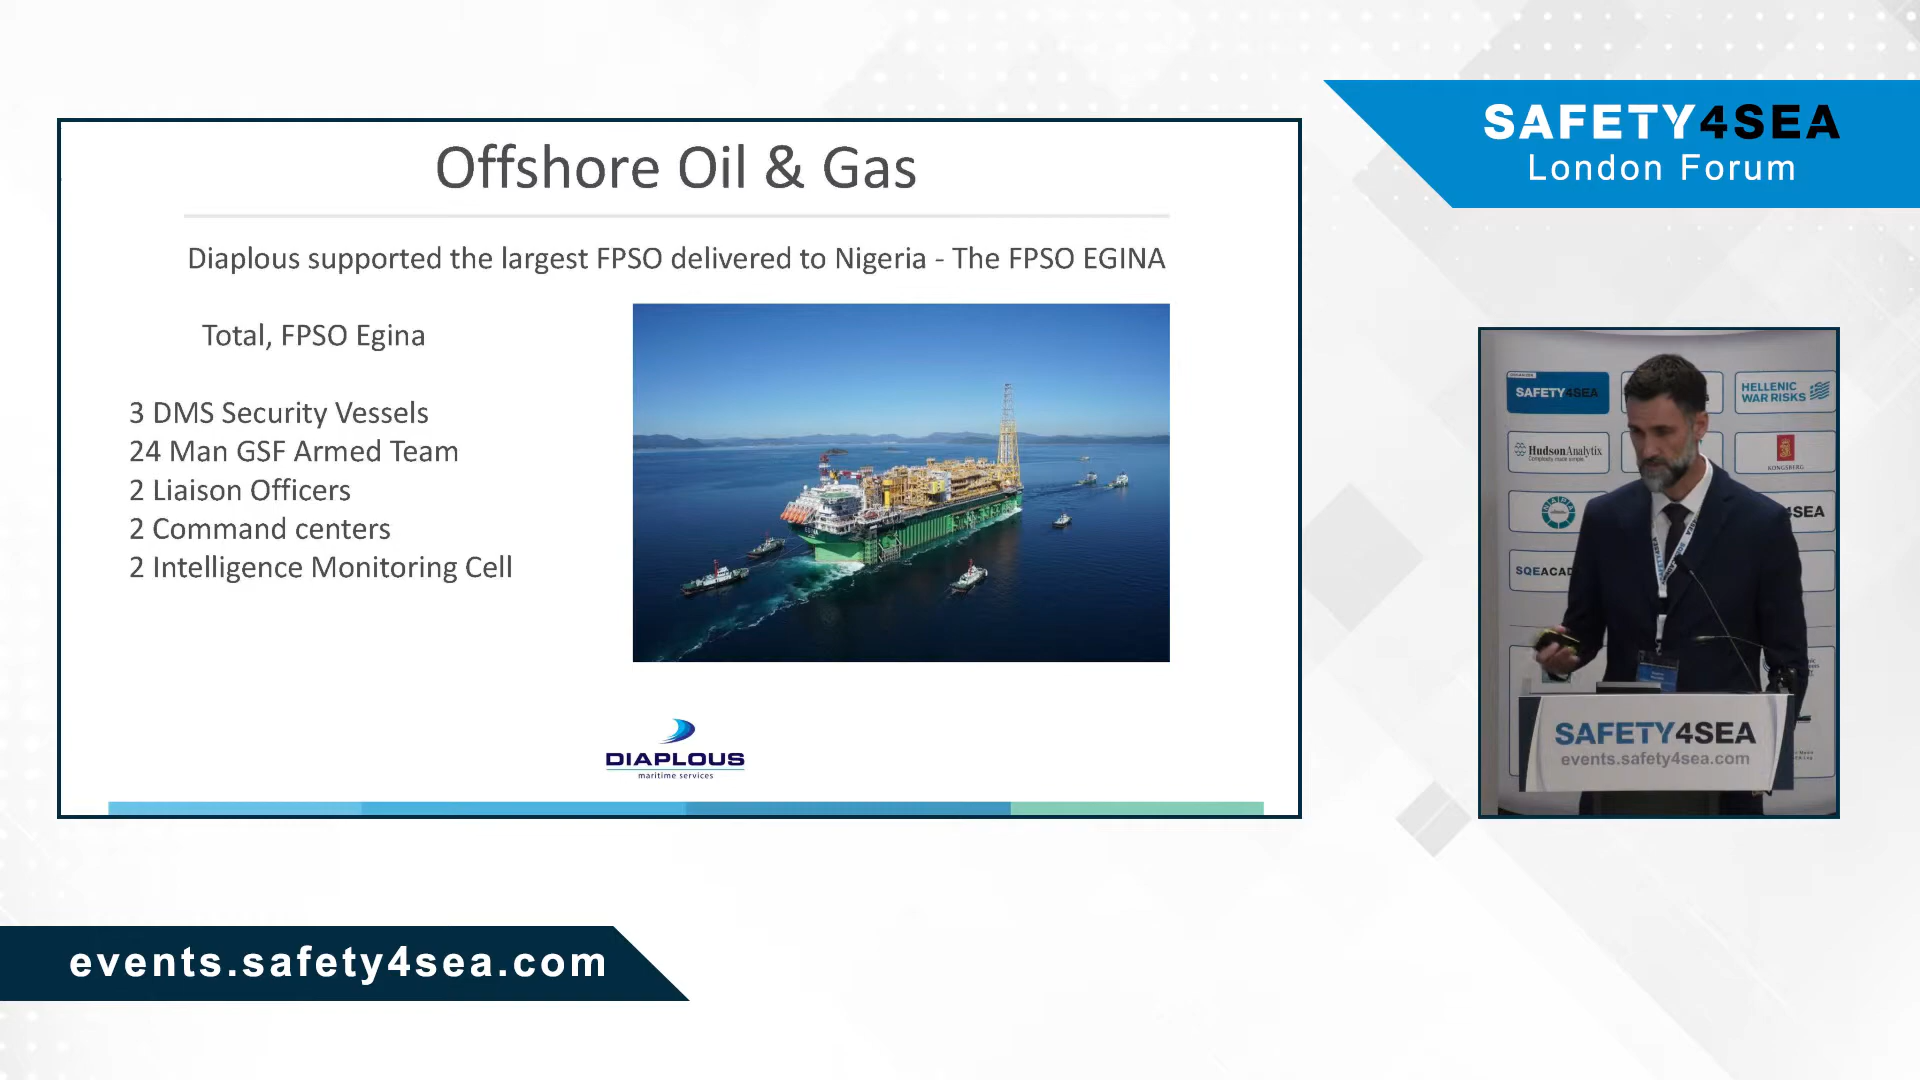 SAFETY4SEA
London Forum
Offshore Oil & Gas
Diaplous supported the largest FPSO delivered to Nigeria - The FPSO EGINA
Total, FPSO Egina
3 DMS Security Vessels
24 Man GSF Armed Team
2 Liaison Officers
2 Command centers
2 Intelligence Monitoring Cell
DIAPLOUS
maritime services
SAFETY4SEA
HELLENIC
WAR RISKS
HudsonAnalytix
KONGSBERG
4SEA
SQEACAD
SAFETY4SEA
events.safety4sea.com
events.safety4sea.com